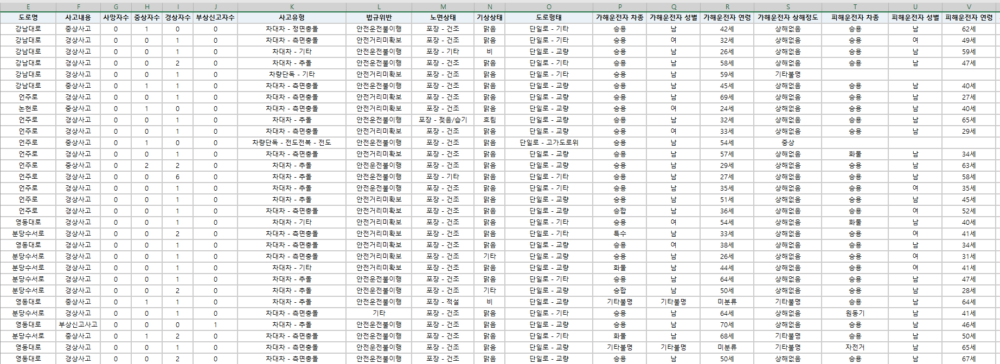 E F G H I J K L M N O P Q R S T U V
도로명 사고내용 사망자수 중상자수 경상자수 부상신고자수 사고유형 법규위반 노면상태 기상상태 도로형태 가해운전자 차종 가해운전자 성별 가해운전자 연령 가해운전자 상해정도 피해운전자 차종 피해운전자 성별 피해운전자 연령
강남대로 중상사고 0 1 0 0 차대차 - 정면충돌 안전운전불이행 포장 - 건조 맑음 단일로 - 기타 승용 남 42세 상해없음 승용 남 62세
강남대로 경상사고 0 0 1 0 차대차 - 측면충돌 안전거리미확보 포장 - 건조 맑음 단일로 - 기타 승용 여 32세 상해없음 승용 여 49세
강남대로 경상사고 0 0 1 0 차대차 - 기타 안전운전불이행 포장 - 기타 비 단일로 - 교량 승용 남 26세 상해없음 승용 남 59세
강남대로 경상사고 0 0 2 0 차대차 - 추돌 안전운전불이행 포장 - 건조 맑음 단일로 - 기타 승용 남 58세 상해없음 승용 남 47세
강남대로 경상사고 0 0 1 0 차량단독 - 기타 안전거리미확보 포장 - 건조 맑음 단일로 - 기타 승용 남 59세 기타불명
강남대로 중상사고 0 1 1 0 차대차 - 측면충돌 안전운전불이행 포장 - 건조 맑음 단일로 - 교량 승용 남 45세 상해없음 승용 남 40세
언주로 경상사고 0 0 1 0 차대차 - 측면충돌 안전거리미확보 포장 - 건조 맑음 단일로 - 교량 승용 남 69세 상해없음 승용 남 27세
논현로 중상사고 0 1 0 0 차대차 - 측면충돌 안전거리미확보 포장 - 건조 맑음 단일로 - 교량 승용 여 24세 상해없음 승용 남 40세
언주로 경상사고 0 0 1 0 차대차 - 추돌 안전운전불이행 포장 - 젖음/습기 흐림 단일로 - 교량 승용 남 32세 상해없음 승용 남 65세
언주로 경상사고 0 0 1 0 차대차 - 측면충돌 안전거리미확보 포장 - 건조 맑음 단일로 - 교량 승용 여 33세 상해없음 승용 남 29세
언주로 중상사고 0 1 0 0 차량단독 - 전도전복 - 전도 안전운전불이행 포장 - 건조 맑음 단일로 - 고가도로위 승용 남 54세 중상
언주로 경상사고 0 0 1 0 차대차 - 측면충돌 안전거리미확보 포장 - 건조 맑음 단일로 - 교량 승용 남 57세 상해없음 화물 남 34세
언주로 중상사고 0 2 2 0 차대차 - 추돌 안전운전불이행 포장 - 건조 맑음 단일로 - 교량 승용 남 29세 상해없음 승용 남 63세
언주로 경상사고 0 0 6 0 차대차 - 추돌 안전운전불이행 포장 - 기타 맑음 단일로 - 기타 승용 남 27세 상해없음 승용 남 58세
언주로 경상사고 0 0 1 0 차대차 - 추돌 안전운전불이행 포장 - 건조 맑음 단일로 - 기타 승용 남 35세 상해없음 승용 여 35세
언주로 경상사고 0 0 1 0 차대차 - 추돌 안전거리미확보 포장 - 건조 맑음 단일로 - 교량 승용 남 51세 상해없음 승용 남 45세
언주로 경상사고 0 0 1 0 차대차 - 측면충돌 안전거리미확보 포장 - 건조 맑음 단일로 - 교량 승합 남 36세 상해없음 승용 여 52세
영동대로 경상사고 0 0 1 0 차대차 - 기타 안전거리미확보 포장 - 건조 맑음 단일로 - 기타 승용 여 54세 상해없음 화물 남 40세
분당수서로 경상사고 0 0 2 0 차대차 - 측면충돌 안전거리미확보 포장 - 건조 맑음 단일로 - 기타 특수 남 33세 상해없음 승용 여 41세
영동대로 경상사고 0 0 1 0 차대차 - 측면충돌 안전거리미확보 포장 - 건조 맑음 단일로 - 교량 승용 여 38세 상해없음 승용 남 34세
분당수서로 경상사고 0 0 1 0 차대차 - 측면충돌 안전거리미확보 포장 - 건조 기타 단일로 - 교량 승용 남 26세 상해없음 승용 여 31세
분당수서로 경상사고 0 0 1 0 차대차 - 기타 안전거리미확보 포장 - 건조 맑음 단일로 - 교량 화물 남 44세 상해없음 승용 여 41세
분당수서로 경상사고 0 0 1 0 차대차 - 추돌 안전운전불이행 포장 - 건조 맑음 단일로 - 기타 승용 남 64세 상해없음 승용 남 47세
분당수서로 경상사고 0 0 2 0 차대차 - 추돌 안전운전불이행 포장 - 건조 기타 단일로 - 교량 승합 남 50세 상해없음 승용 남 28세
영동대로 중상사고 0 1 1 0 차대차 - 추돌 안전운전불이행 포장 - 적설 비 단일로 - 교량 기타불명 기타불명 미분류 기타불명 승용 남 64세
분당수서로 경상사고 0 0 1 0 차대차 - 측면충돌 기타 포장 - 건조 맑음 단일로 - 기타 승용 남 64세 상해없음 원동기 남 41세
영동대로 부상신고사고 0 0 0 1 차대차 - 추돌 안전운전불이행 포장 - 건조 맑음 단일로 - 교량 승용 남 70세 상해없음 승용 남 46세
분당수서로 중상사고 0 1 2 0 차대차 - 측면충돌 안전운전불이행 포장 - 건조 맑음 단일로 - 기타 화물 남 68세 기타불명 승용 남 50세
영동대로 경상사고 0 0 1 0 차대차 - 측면충돌 안전운전불이행 포장 - 건조 맑음 단일로 - 교량 기타불명 기타불명 미분류 기타불명 자전거 남 65세
영동대로 경상사고 0 0 2 0 차대차 - 측면충돌 안전운전불이행 포장 - 건조 맑음 단일로 - 교량 승용 남 50세 상해없음 승용 남 67세